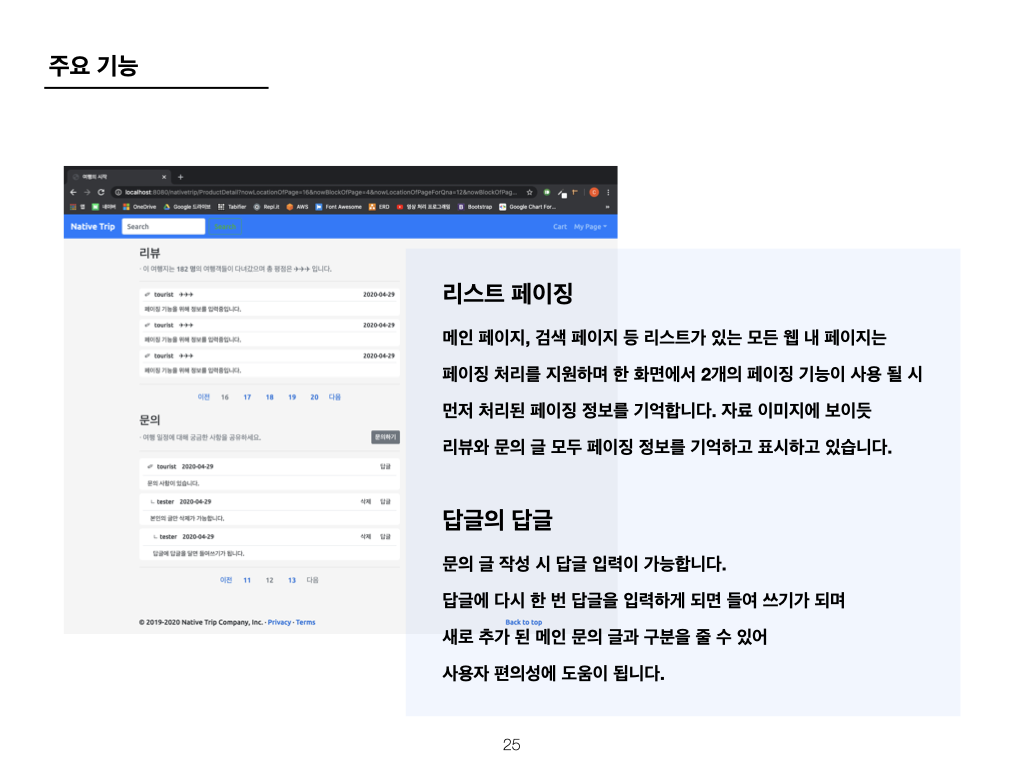 주요 기능
여행의 시작
localhost:8080/nativetrip/ProductDetail?nowLocationOfPage=16&nowBlockOfPage=4&nowLocationOfPageForQna=12&nowBlockOfPag...
앱 네이버 OneDrive Google 드라이브 Tabifier Repl.it AWS Font Awesome ERD 영상 처리 프로그래밍 Bootstrap Google Chart For... »
Native Trip Search Search Cart My Page
리뷰
· 이 여행지는 182 명의 여행객들이 다녀갔으며 총 평점은 ✈✈✈ 입니다.
tourist ✈✈✈ 2020-04-29
페이징 기능을 위해 정보를 입력중입니다.
tourist ✈✈✈ 2020-04-29
페이징 기능을 위해 정보를 입력중입니다.
tourist ✈✈✈ 2020-04-29
페이징 기능을 위해 정보를 입력중입니다.
이전 16 17 18 19 20 다음
문의
· 여행 일정에 대해 궁금한 사항을 공유하세요. 문의하기
tourist 2020-04-29 답글
문의 사항이 있습니다.
ㄴ tester 2020-04-29 삭제 답글
본인의 글만 삭제가 가능합니다.
ㄴ tester 2020-04-29 삭제 답글
답글에 답글을 달면 들여쓰기가 됩니다.
이전 11 12 13 다음
© 2019-2020 Native Trip Company, Inc. · Privacy · Terms Back to top
리스트 페이징
메인 페이지, 검색 페이지 등 리스트가 있는 모든 웹 내 페이지는
페이징 처리를 지원하며 한 화면에서 2개의 페이징 기능이 사용 될 시
먼저 처리된 페이징 정보를 기억합니다. 자료 이미지에 보이듯
리뷰와 문의 글 모두 페이징 정보를 기억하고 표시하고 있습니다.
답글의 답글
문의 글 작성 시 답글 입력이 가능합니다.
답글에 다시 한 번 답글을 입력하게 되면 들여 쓰기가 되며
새로 추가 된 메인 문의 글과 구분을 줄 수 있어
사용자 편의성에 도움이 됩니다.
25